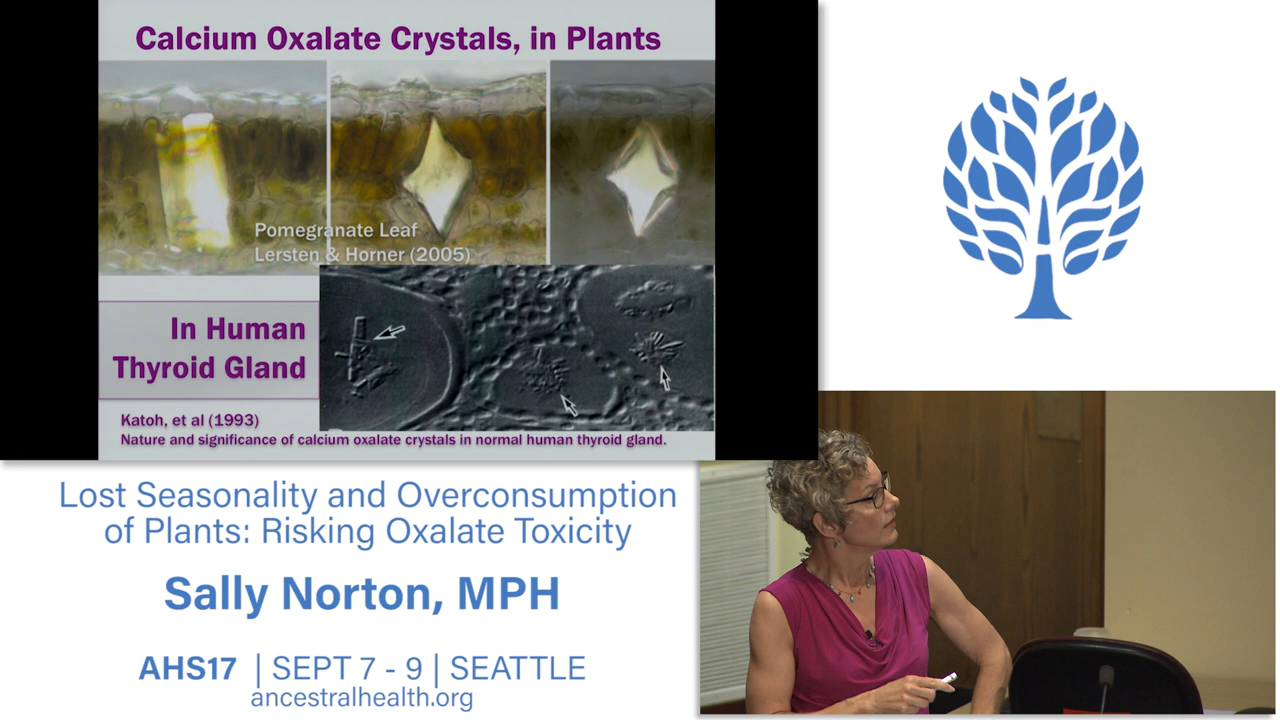 Calcium Oxalate Crystals, in Plants
Pomegranate Leaf
Lersten & Horner (2005)
In Human
Thyroid Gland
Katoh, et al (1993)
Nature and significance of calcium oxalate crystals in normal human thyroid gland.
Lost Seasonality and Overconsumption
of Plants: Risking Oxalate Toxicity
Sally Norton, MPH
AHS17 | SEPT 7 - 9 | SEATTLE
ancestralhealth.org